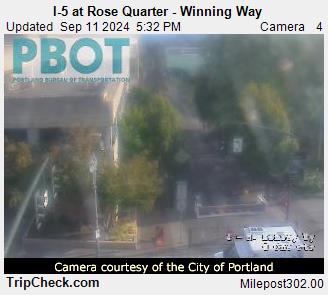 I-5 at Rose Quarter - Winning Way
Updated Sep 11 2024 5:32 PM Camera 4
PBOT
PORTLAND BUREAU OF TRANSPORTATION
Camera courtesy of the City of Portland
TripCheck.com Milepost302.00